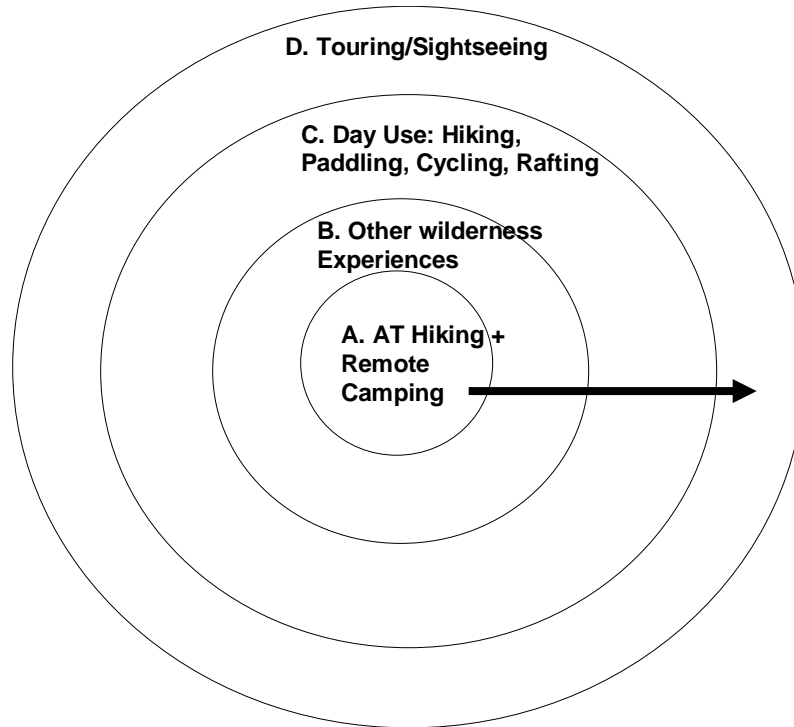 D. Touring/Sightseeing
C. Day Use: Hiking,
Paddling, Cycling, Rafting
B. Other wilderness
Experiences
A. AT Hiking +
Remote
Camping